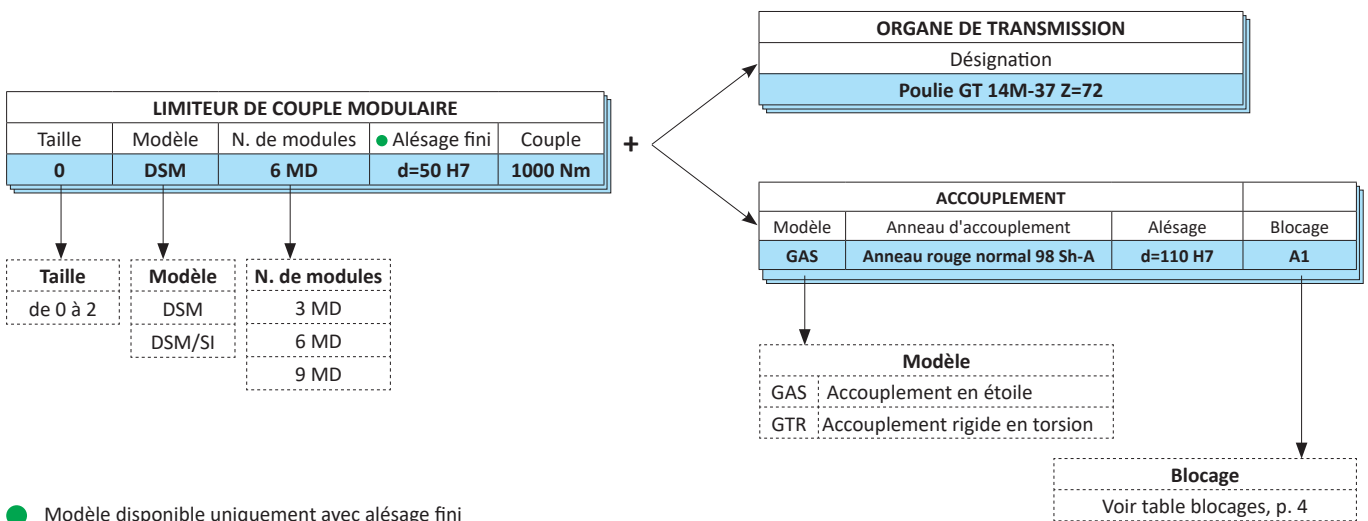 ORGANE DE TRANSMISSION
Désignation
Poulie GT 14M-37 Z=72
LIMITEUR DE COUPLE MODULAIRE
Taille Modèle N. de modules Alésage fini Couple
0 DSM 6 MD d=50 H7 1000 Nm
+
ACCOUPLEMENT
Modèle Anneau d'accouplement Alésage Blocage
GAS Anneau rouge normal 98 Sh-A d=110 H7 A1
Taille
de 0 à 2
Modèle
DSM
DSM/SI
N. de modules
3 MD
6 MD
9 MD
Modèle
GAS Accouplement en étoile
GTR Accouplement rigide en torsion
Blocage
Voir table blocages, p. 4
Modèle disponible uniquement avec alésage fini